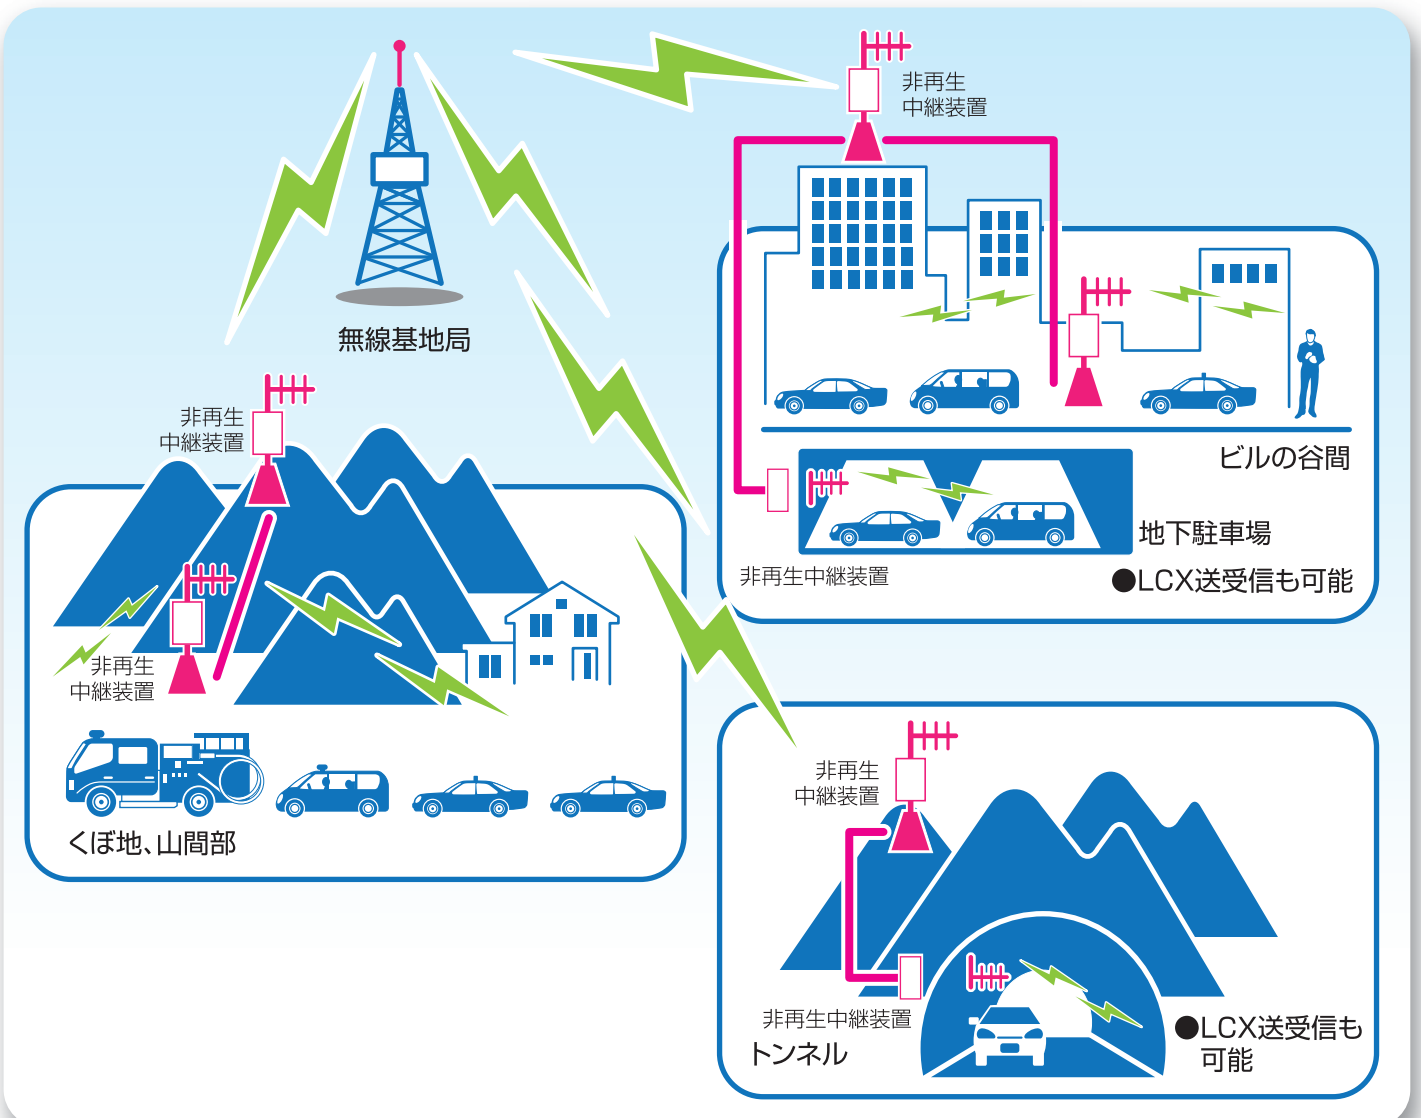 非再生
中継装置
無線基地局
非再生
中継装置
ビルの谷間
地下駐車場
非再生中継装置
●LCX送受信も可能
非再生
中継装置
くぼ地、山間部
非再生
中継装置
非再生中継装置
トンネル
●LCX送受信も
可能